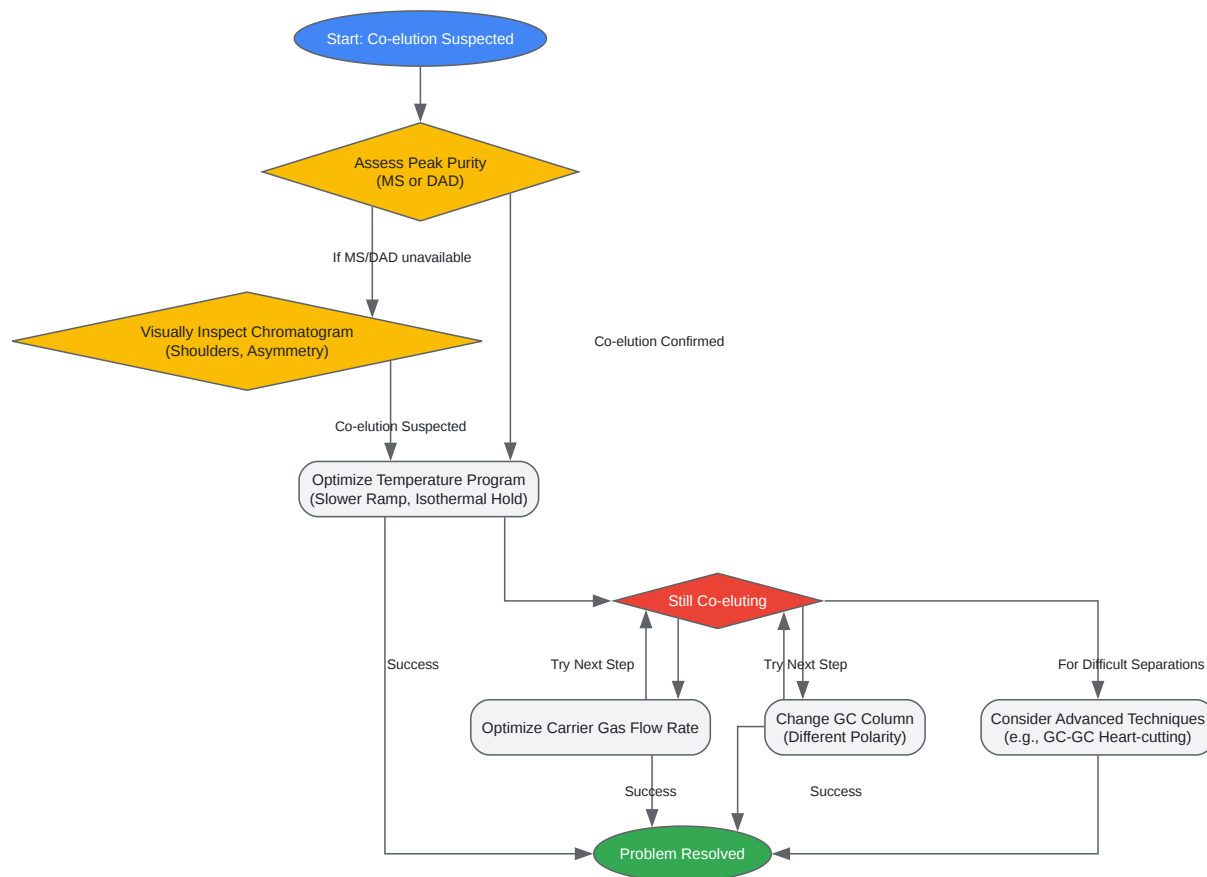 Start: Co-elution Suspected
Assess Peak Purity
(MS or DAD)
If MS/DAD unavailable
Visually Inspect Chromatogram
(Shoulders, Asymmetry)
Co-elution Confirmed
Co-elution Suspected
Optimize Temperature Program
(Slower Ramp, Isothermal Hold)
Still Co-eluting
Success
Try Next Step
Try Next Step
For Difficult Separations
Optimize Carrier Gas Flow Rate
Change GC Column
(Different Polarity)
Consider Advanced Techniques
(e.g., GC-GC Heart-cutting)
Success
Success
Problem Resolved